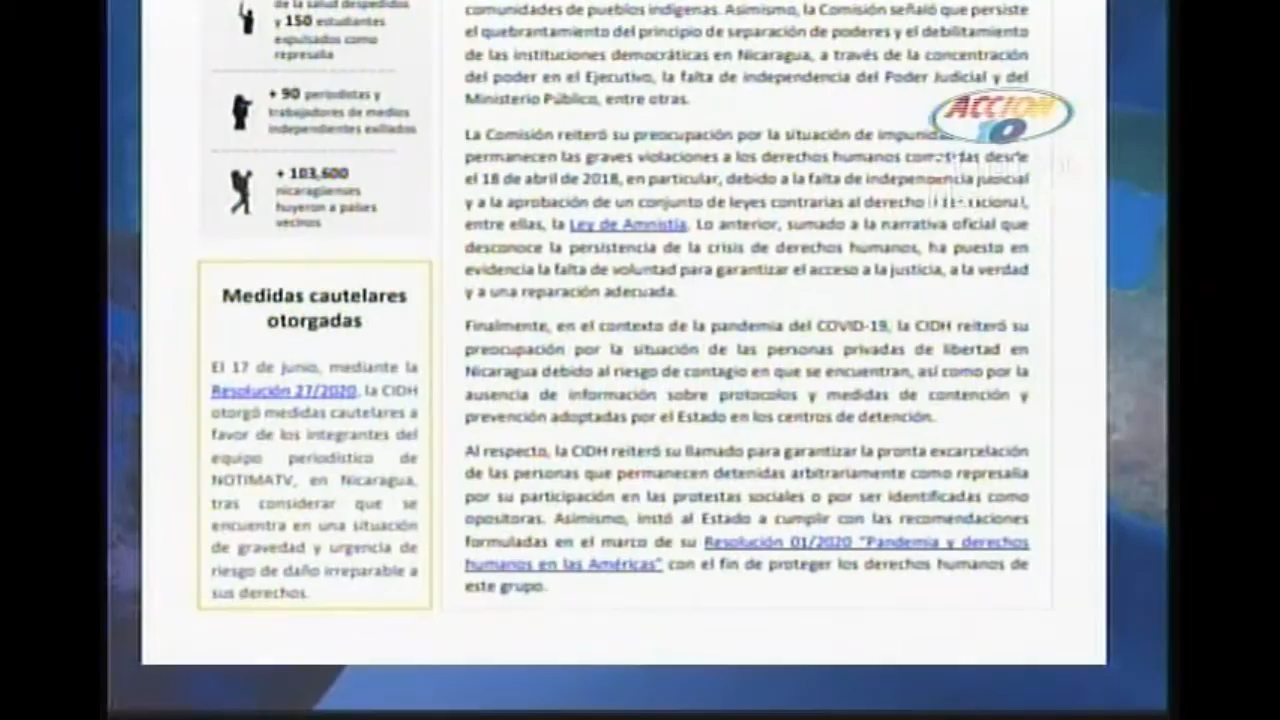 de la salud despedidos
y 150 estudiantes
expulsados como
represalia
+ 90 periodistas y
trabajadores de medios
independientes exiliados
+ 103,600
nicaragüenses
huyeron a países
vecinos
Medidas cautelares
otorgadas
El 17 de junio, mediante la
Resolución 27/2020, la CIDH
otorgó medidas cautelares a
favor de los integrantes del
equipo periodístico de
NOTIMATV, en Nicaragua,
tras considerar que se
encuentra en una situación
de gravedad y urgencia de
riesgo de daño irreparable a
sus derechos.
comunidades de pueblos indígenas. Asimismo, la Comisión señaló que persiste
el quebrantamiento del principio de separación de poderes y el debilitamiento
de las instituciones democráticas en Nicaragua, a través de la concentración
del poder en el Ejecutivo, la falta de independencia del Poder Judicial y del
Ministerio Público, entre otras.
La Comisión reiteró su preocupación por la situación de
permanecen las graves violaciones a los derechos humanos cometidas desde
el 18 de abril de 2018, en particular, debido a la falta de independencia judicial
y a la aprobación de un conjunto de leyes contrarias al derecho
entre ellas, la Ley de Amnistía. Lo anterior, sumado a la narrativa oficial que
desconoce la persistencia de la crisis de derechos humanos, ha puesto en
evidencia la falta de voluntad para garantizar el acceso a la justicia, a la verdad
y a una reparación adecuada.
Finalmente, en el contexto de la pandemia del COVID-19, la CIDH reiteró su
preocupación por la situación de las personas privadas de libertad en
Nicaragua debido al riesgo de contagio en que se encuentran, así como por la
ausencia de información sobre protocolos y medidas de contención y
prevención adoptadas por el Estado en los centros de detención.
Al respecto, la CIDH reiteró su llamado para garantizar la pronta excarcelación
de las personas que permanecen detenidas arbitrariamente como represalia
por su participación en las protestas sociales o por ser identificadas como
opositoras. Asimismo, instó al Estado a cumplir con las recomendaciones
formuladas en el marco de su Resolución 01/2020 "Pandemia y derechos
humanos en las Américas" con el fin de proteger los derechos humanos de
este grupo.
ACCION
10